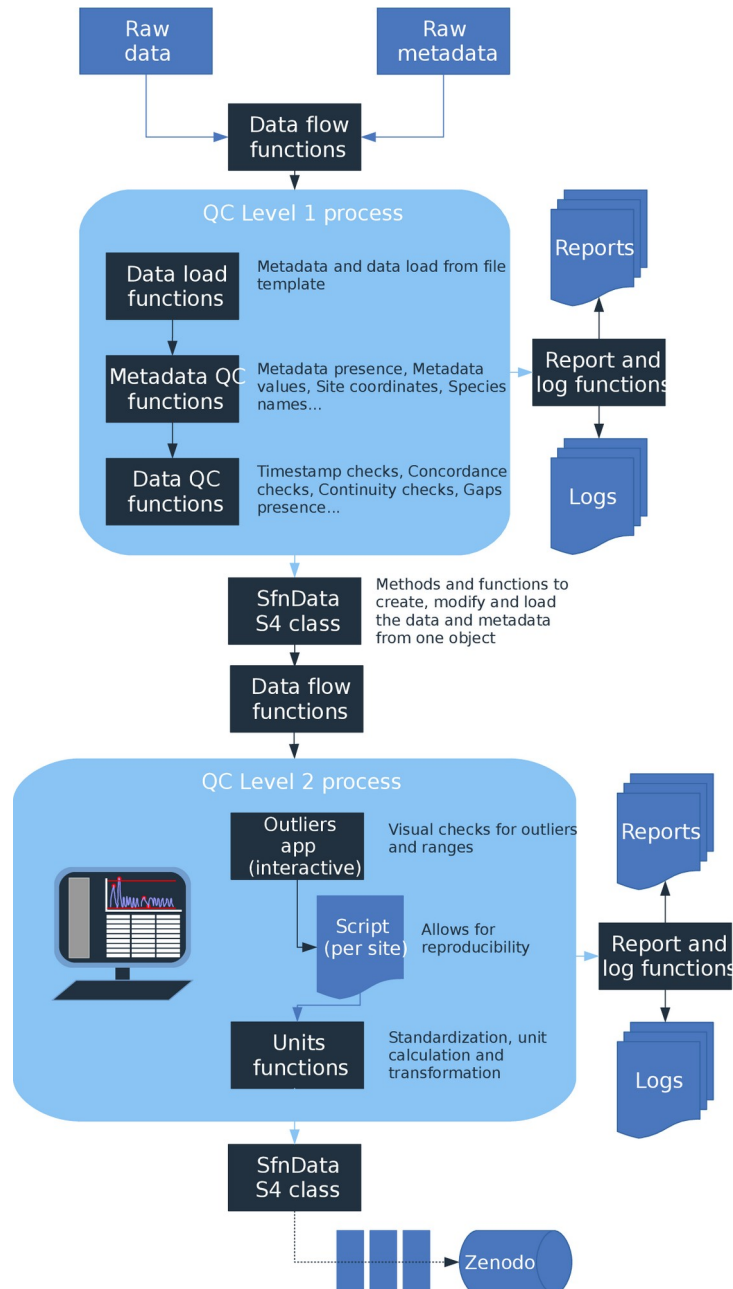 Raw
data
Raw
metadata
Data flow
functions
QC Level 1 process
Data load
functions
Metadata and data load from file
template
Metadata QC
functions
Metadata presence, Metadata
values, Site coordinates, Species
names...
Data QC
functions
Timestamp checks, Concordance
checks, Continuity checks, Gaps
presence...
Reports
Report and
log functions
Logs
SfnData
S4 class
Methods and functions to
create, modify and load
the data and metadata
from one object
Data flow
functions
QC Level 2 process
Outliers
app
(interactive)
Visual checks for outliers
and ranges
Script
(per site)
Allows for
reproducibility
Units
functions
Standardization, unit
calculation and
transformation
Reports
Report and
log functions
Logs
SfnData
S4 class
Zenodo